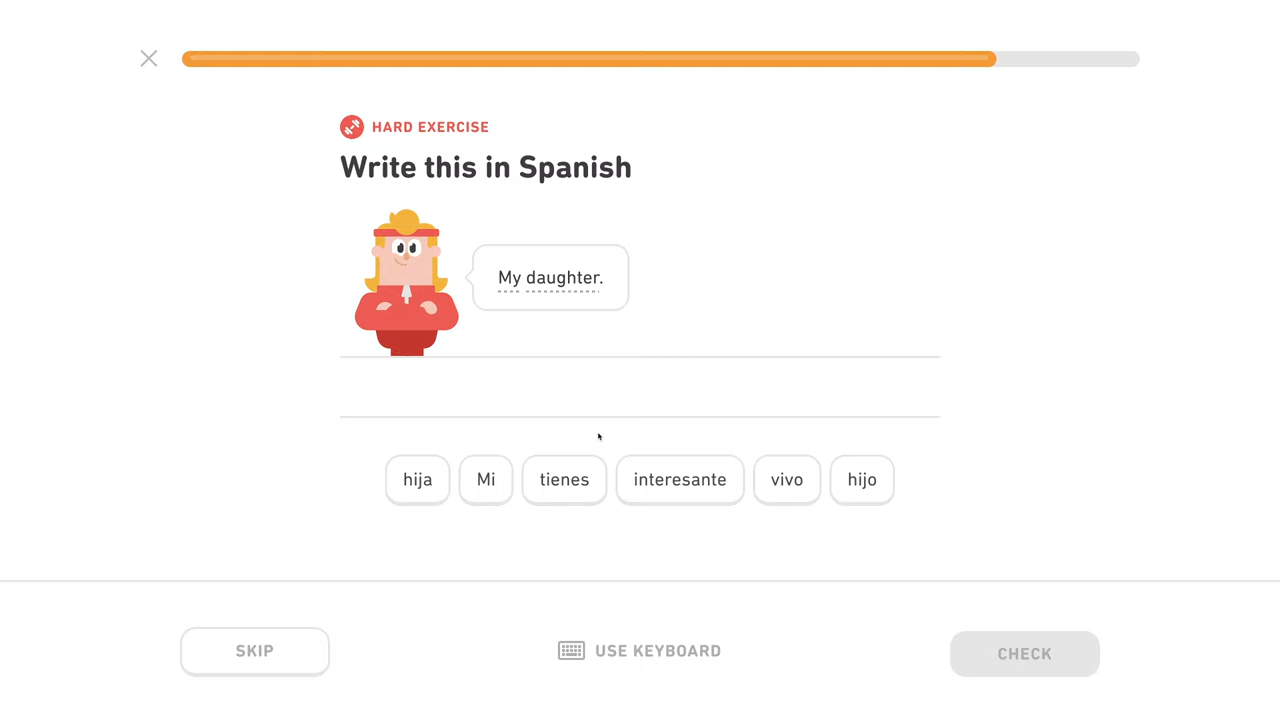 HARD EXERCISE
Write this in Spanish
My daughter.
hija Mi tienes interesante vivo hijo
SKIP USE KEYBOARD CHECK